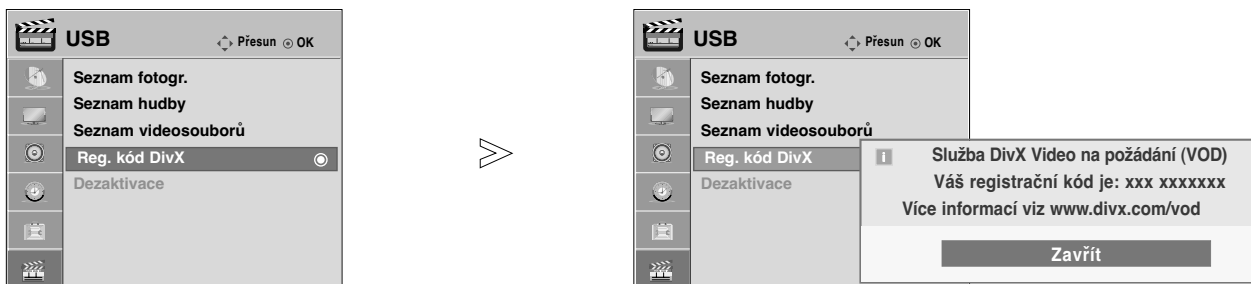 USB
Přesun OK
Seznam fotogr.
Seznam hudby
Seznam videosouborů
Reg. kód DivX
Dezaktivace
USB
Přesun OK
Seznam fotogr.
Seznam hudby
Seznam videosouborů
Reg. kód DivX
Dezaktivace
i
Služba DivX Video na požádání (VOD)
Váš registrační kód je: xxx xxxxxxx
Více informací viz www.divx.com/vod
Zavřít